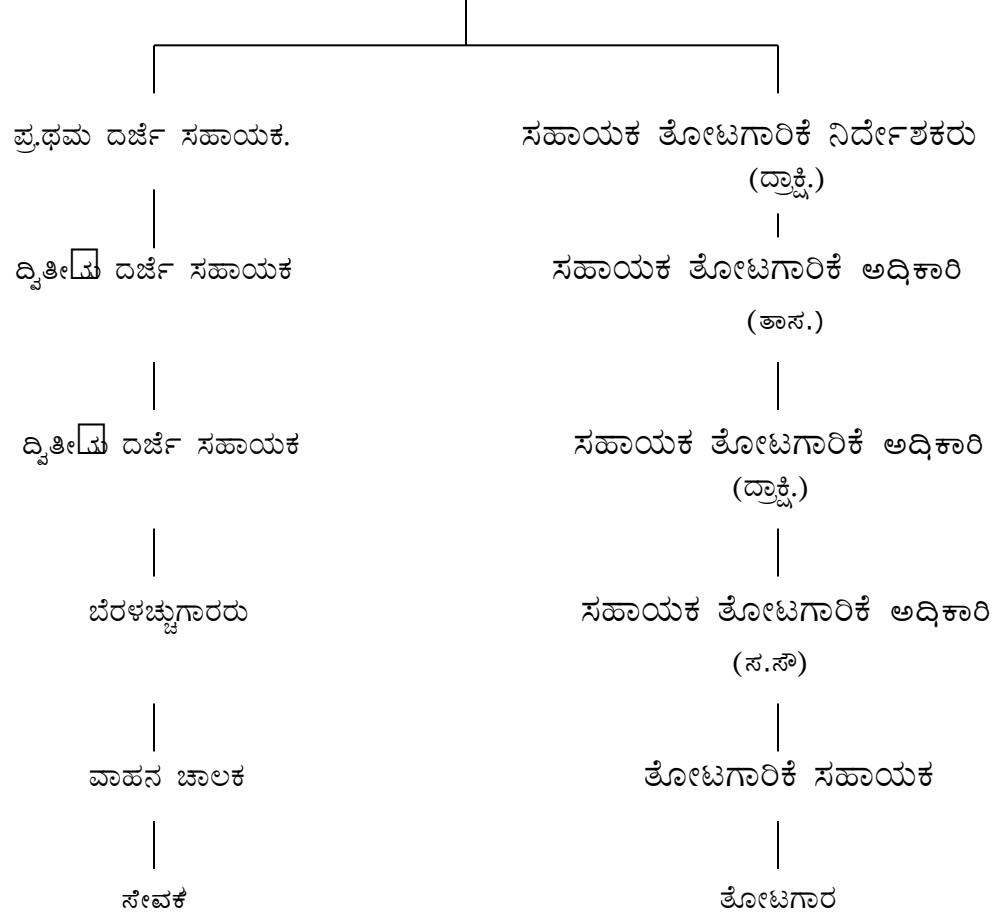 ಪ್ರಥಮ ದರ್ಜೆ ಸಹಾಯಕ.
ದ್ವಿತೀಯ ದರ್ಜೆ ಸಹಾಯಕ
ದ್ವಿತೀಯ ದರ್ಜೆ ಸಹಾಯಕ
ಬೆರಳಚ್ಚುಗಾರರು
ವಾಹನ ಚಾಲಕ
ಸೇವಕ
ಸಹಾಯಕ ತೋಟಗಾರಿಕೆ ನಿರ್ದೇಶಕರು
(ದ್ರಾಕ್ಷಿ.)
ಸಹಾಯಕ ತೋಟಗಾರಿಕೆ ಅಧಿಕಾರಿ
(ತಾಸ.)
ಸಹಾಯಕ ತೋಟಗಾರಿಕೆ ಅಧಿಕಾರಿ
(ದ್ರಾಕ್ಷಿ.)
ಸಹಾಯಕ ತೋಟಗಾರಿಕೆ ಅಧಿಕಾರಿ
(ಸ.ಸೌ)
ತೋಟಗಾರಿಕೆ ಸಹಾಯಕ
ತೋಟಗಾರ